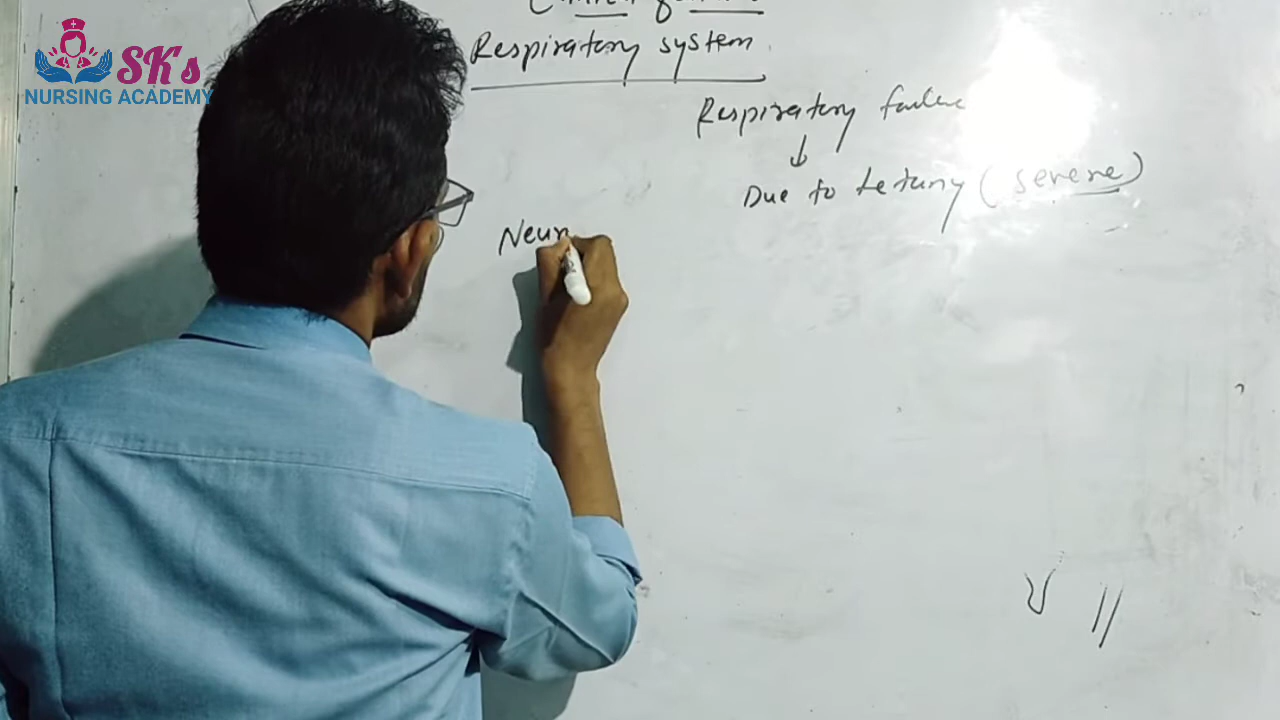 SK's
NURSING ACADEMY
Respiratory system
Respiratory failure
↓
Due to tetany (severe)
Neur